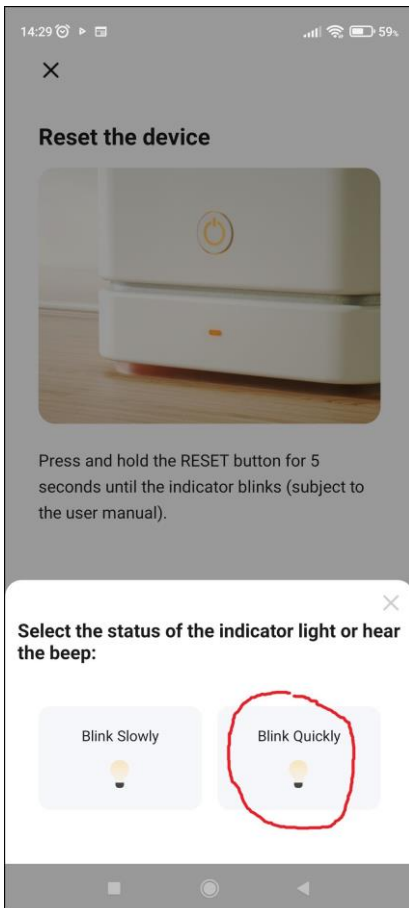 14:29
59%
Reset the device
Press and hold the RESET button for 5
seconds until the indicator blinks (subject to
the user manual).
Select the status of the indicator light or hear
the beep:
Blink Slowly
Blink Quickly